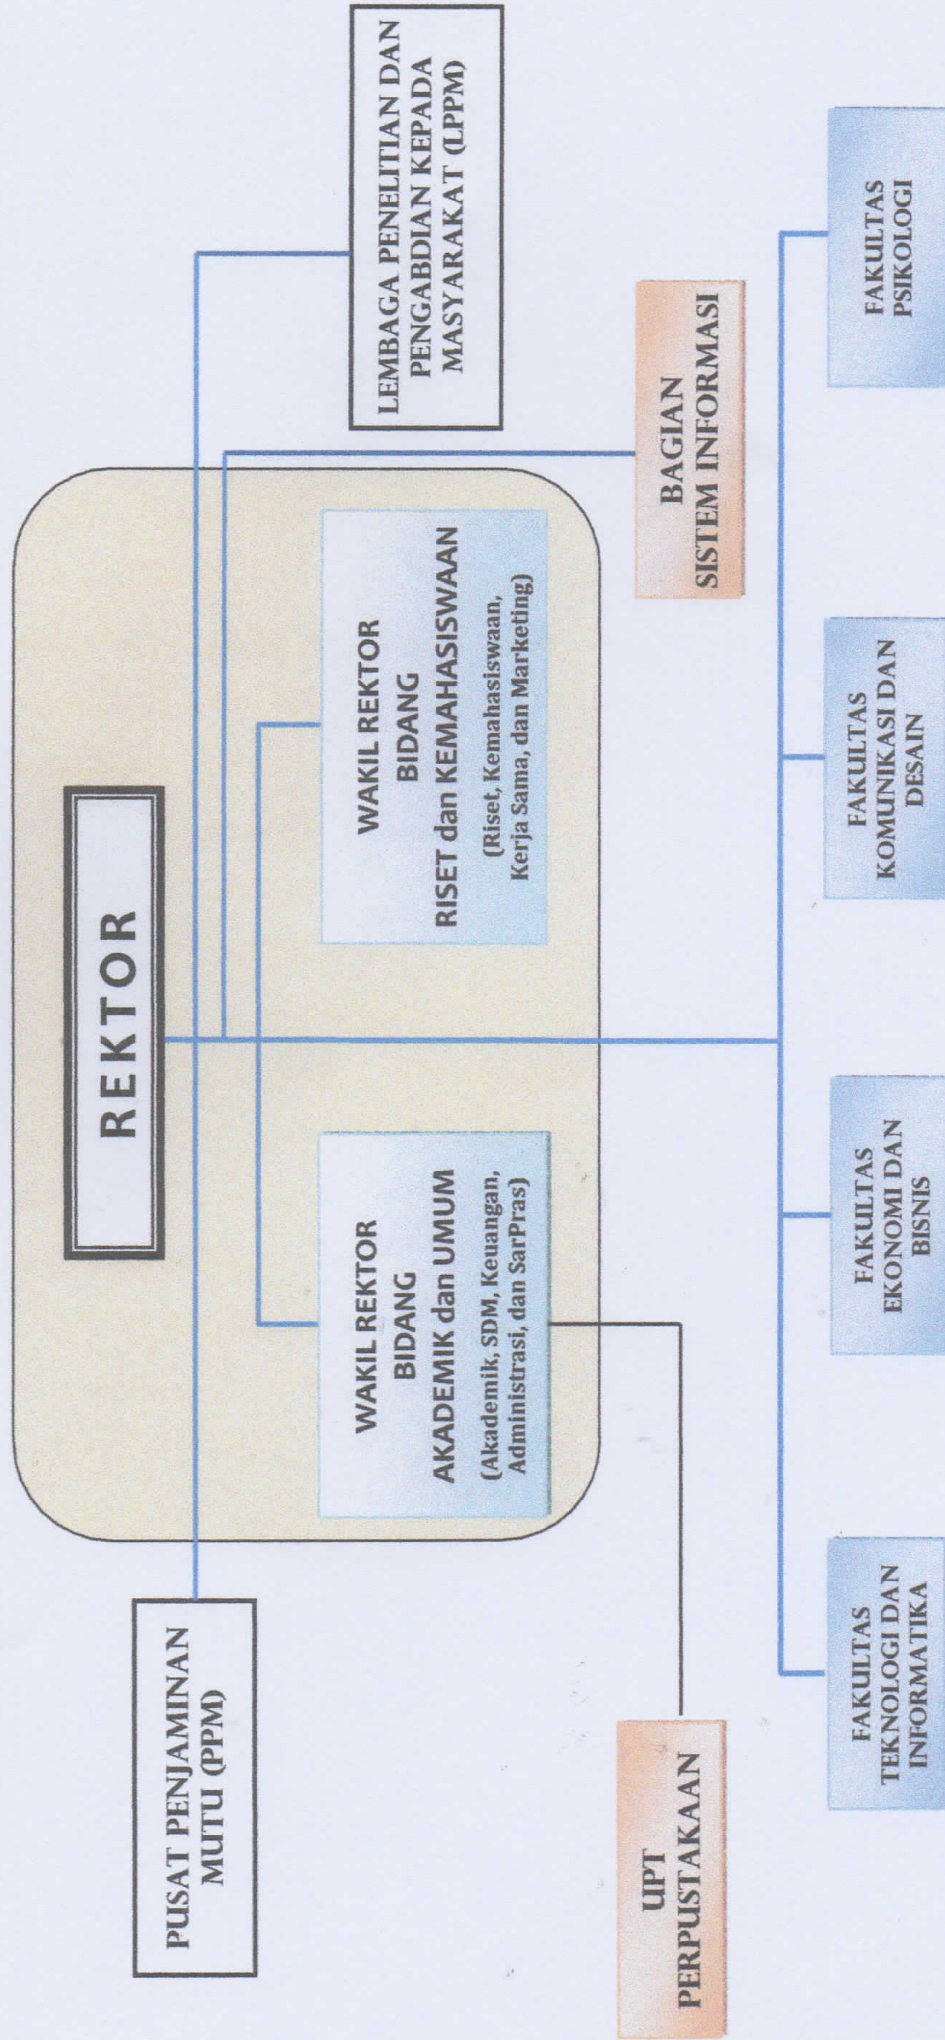 REKTOR
PUSAT PENJAMINAN
MUTU (PPM)
LEMBAGA PENELITIAN DAN
PENGABDIAN KEPADA
MASYARAKAT (LPPM)
WAKIL REKTOR
BIDANG
AKADEMIK dan UMUM
(Akademik, SDM, Keuangan,
Administrasi, dan SarPras)
WAKIL REKTOR
BIDANG
RISET dan KEMAHASISWAAN
(Riset, Kemahasiswaan,
Kerja Sama, dan Marketing)
UPT
PERPUSTAKAAN
BAGIAN
SISTEM INFORMASI
FAKULTAS
TEKNOLOGI DAN
INFORMATIKA
FAKULTAS
EKONOMI DAN
BISNIS
FAKULTAS
KOMUNIKASI DAN
DESAIN
FAKULTAS
PSIKOLOGI